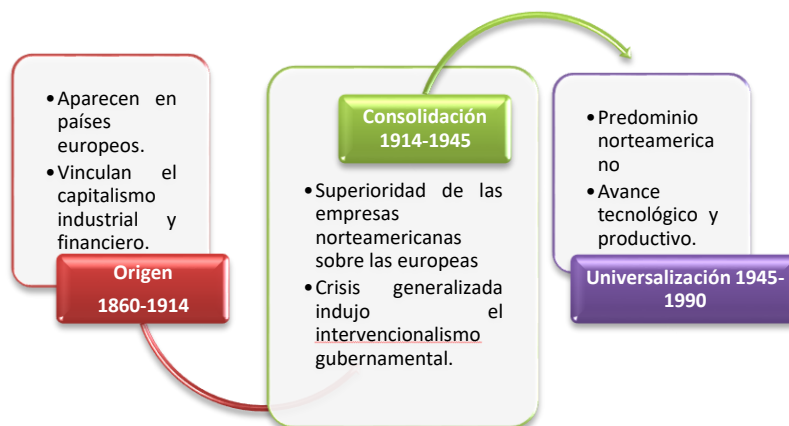 •Aparecen en
países
europeos.
•Vinculan el
capitalismo
industrial y
financiero.
Origen
1860-1914
Consolidación
1914-1945
•Superioridad de las
empresas
norteamericanas
sobre las europeas
•Crisis generalizada
indujo el
intervencionalismo
gubernamental.
•Predominio
norteamerica
no
•Avance
tecnológico y
productivo.
Universalización 1945-
1990